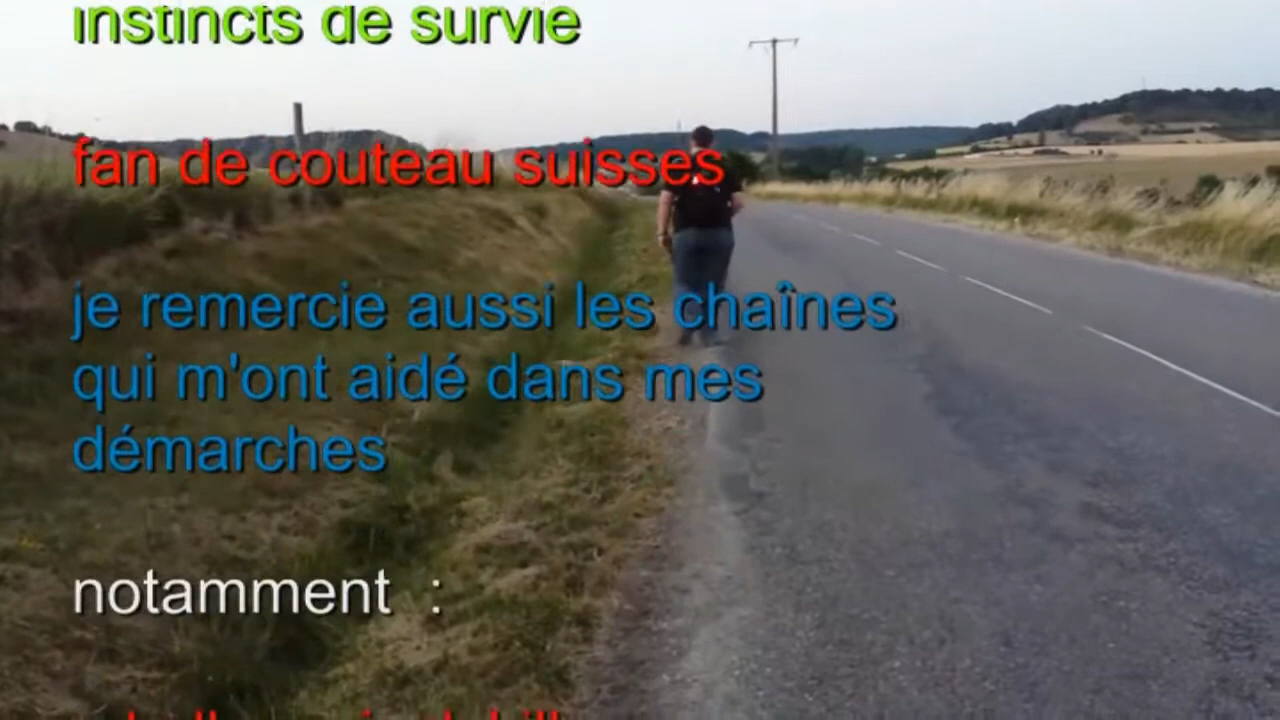 instincts de survie
fan de couteau suisses
je remercie aussi les chaînes
qui m'ont aidé dans mes
démarches
notamment :